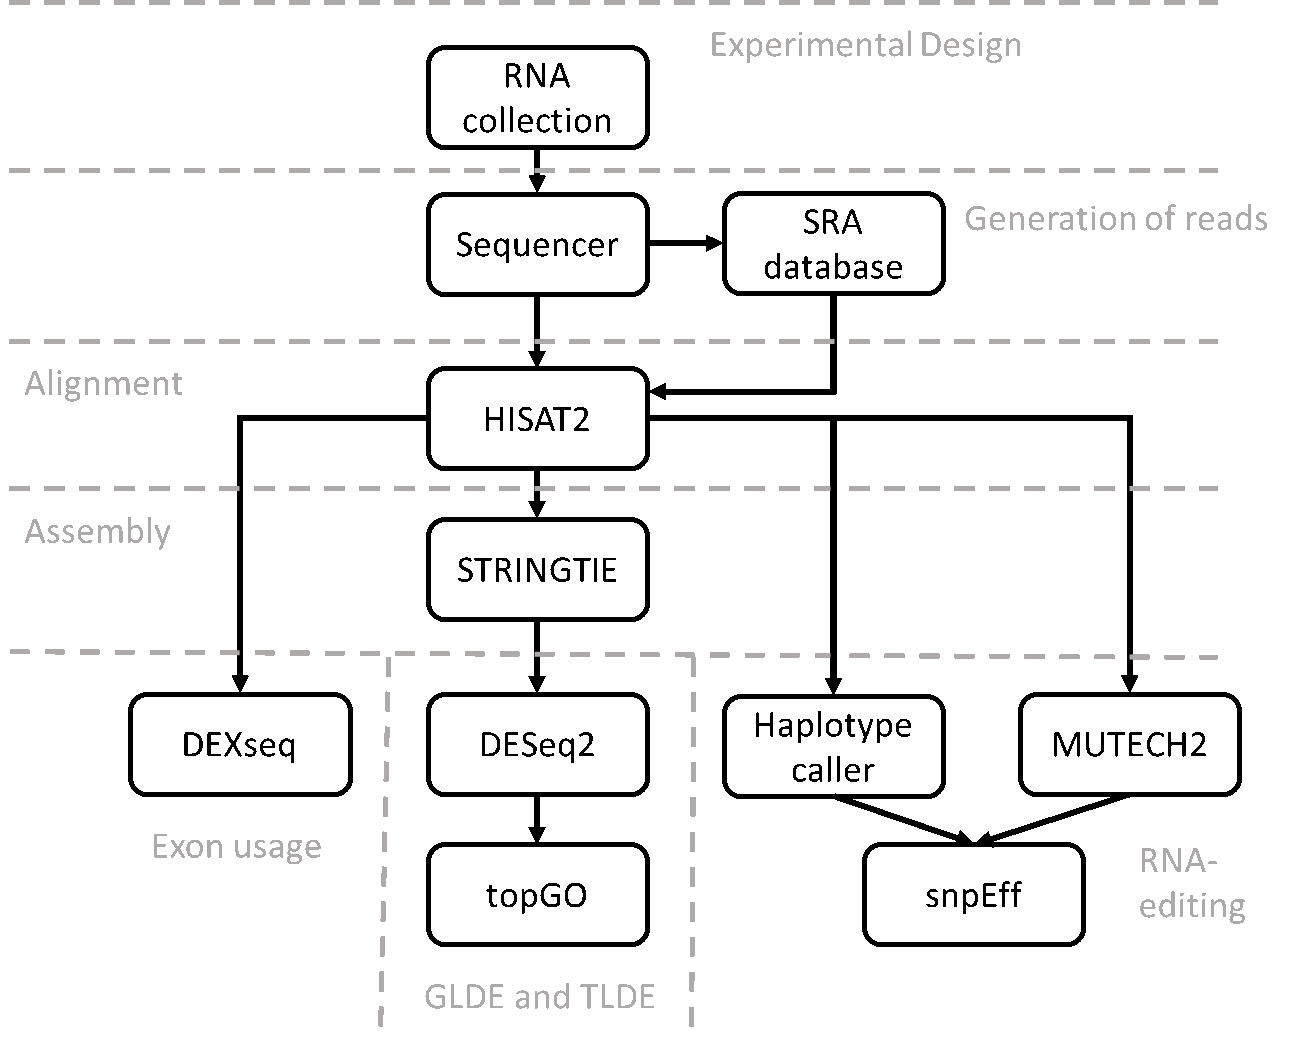 Experimental Design
RNA
collection
Sequencer
SRA
database
Generation of reads
Alignment
HISAT2
Assembly
STRINGTIE
DEXseq
DESeq2
Haplotype
caller
MUTECH2
Exon usage
topGO
snpEff
RNA-
editing
GLDE and TLDE